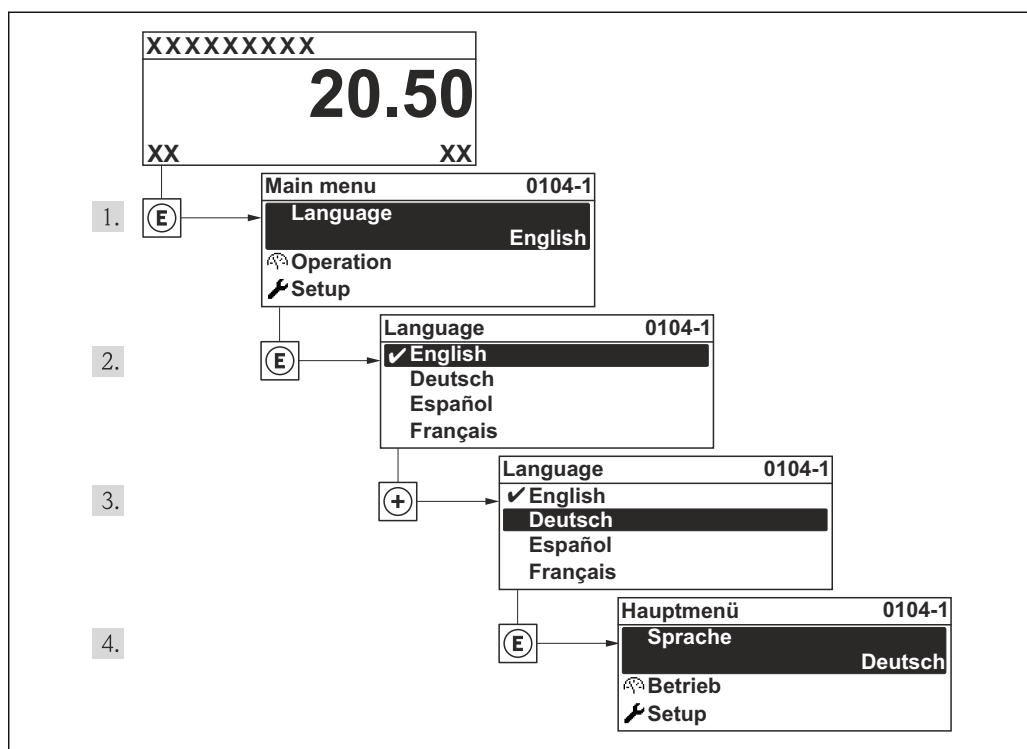 XXXXXXXXX
20.50
XX XX
1. E
Main menu 0104-1
Language
English
Operation
Setup
2. E
Language 0104-1
✔ English
Deutsch
Español
Français
3. +
Language 0104-1
✔ English
Deutsch
Español
Français
4. E
Hauptmenü 0104-1
Sprache
Deutsch
Betrieb
Setup